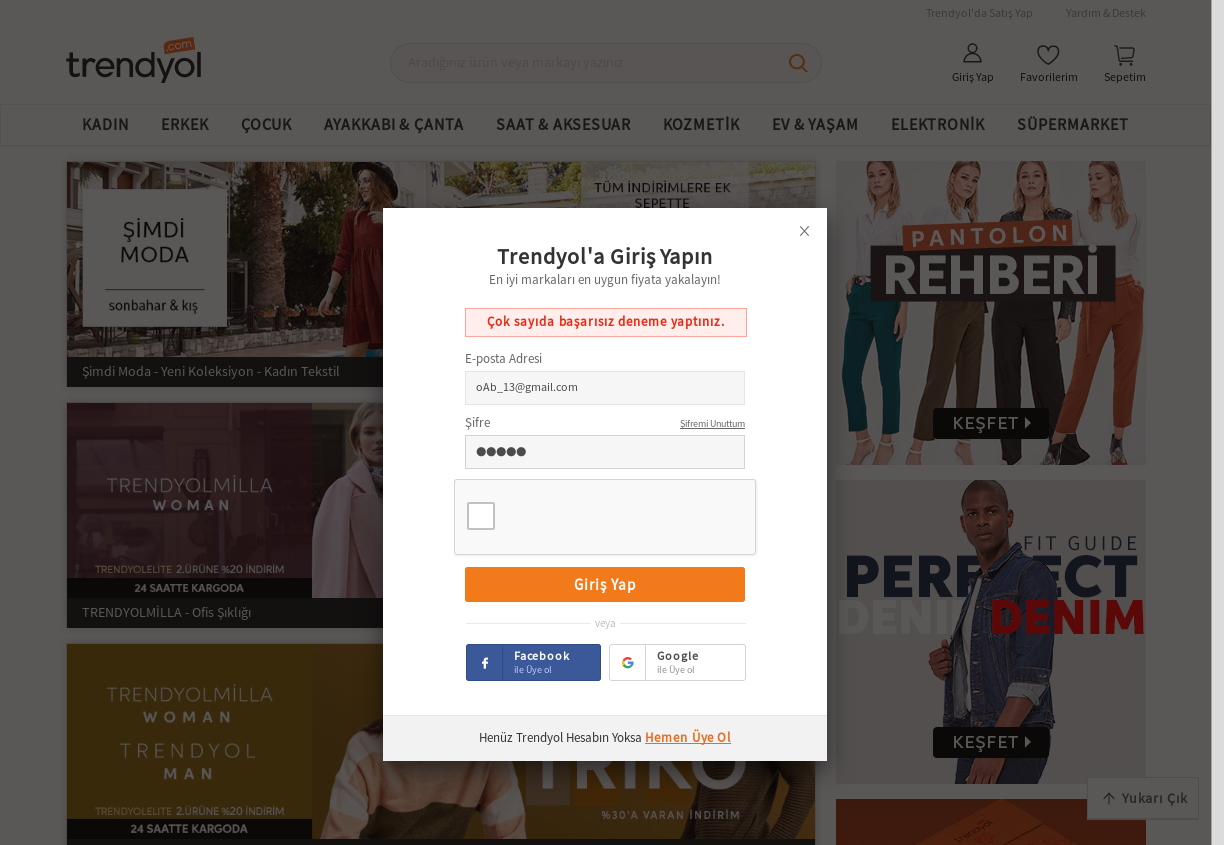 Trendyol'da Satış Yap
Yardım & Destek
trendyol .com
Aradığınız ürün veya markayı yazınız
Giriş Yap
Favorilerim
Sepetim
KADIN
ERKEK
ÇOCUK
AYAKKABI & ÇANTA
SAAT & AKSESUAR
KOZMETİK
EV & YAŞAM
ELEKTRONİK
SÜPERMARKET
ŞİMDİ
MODA
sonbahar & kış
Şimdi Moda - Yeni Koleksiyon - Kadın Tekstil
TÜM İNDİRİMLERE EK
SEPETTE
TRENDYOLMİLLA
WOMAN
TRENDYOLELITE 2.ÜRÜNE %20 İNDİRİM
24 SAATTE KARGODA
TRENDYOLMİLLA - Ofis Şıklığı
TRENDYOLMİLLA
WOMAN
TRENDYOL
MAN
TRENDYOLELITE 2.ÜRÜNE %20 İNDİRİM
24 SAATTE KARGODA
TRİKO
%30'A VARAN İNDİRİM
Trendyol'a Giriş Yapın
En iyi markaları en uygun fiyata yakalayın!
Çok sayıda başarısız deneme yaptınız.
E-posta Adresi
oAb_13@gmail.com
Şifre
Şifremi Unuttum
Giriş Yap
veya
Facebook
ile Üye ol
Google
ile Üye ol
Henüz Trendyol Hesabın Yoksa Hemen Üye Ol
PANTOLON
REHBERİ
KEŞFET
FIT GUIDE
PERFECT
DENIM DENIM
KEŞFET
trendyol
Yukarı Çık